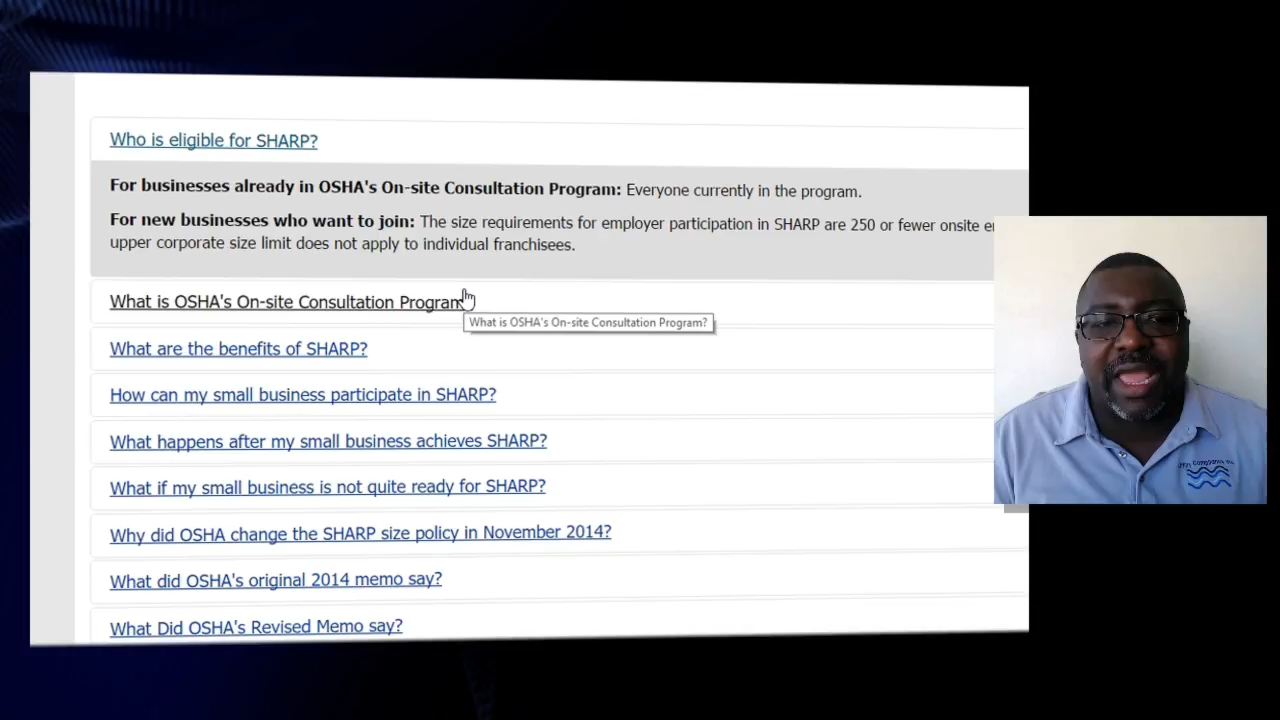 Who is eligible for SHARP?
For businesses already in OSHA's On-site Consultation Program: Everyone currently in the program.
For new businesses who want to join: The size requirements for employer participation in SHARP are 250 or fewer onsite
upper corporate size limit does not apply to individual franchisees.
What is OSHA's On-site Consultation Program
What is OSHA's On-site Consultation Program?
What are the benefits of SHARP?
How can my small business participate in SHARP?
What happens after my small business achieves SHARP?
What if my small business is not quite ready for SHARP?
Why did OSHA change the SHARP size policy in November 2014?
What did OSHA's original 2014 memo say?
What Did OSHA's Revised Memo say?